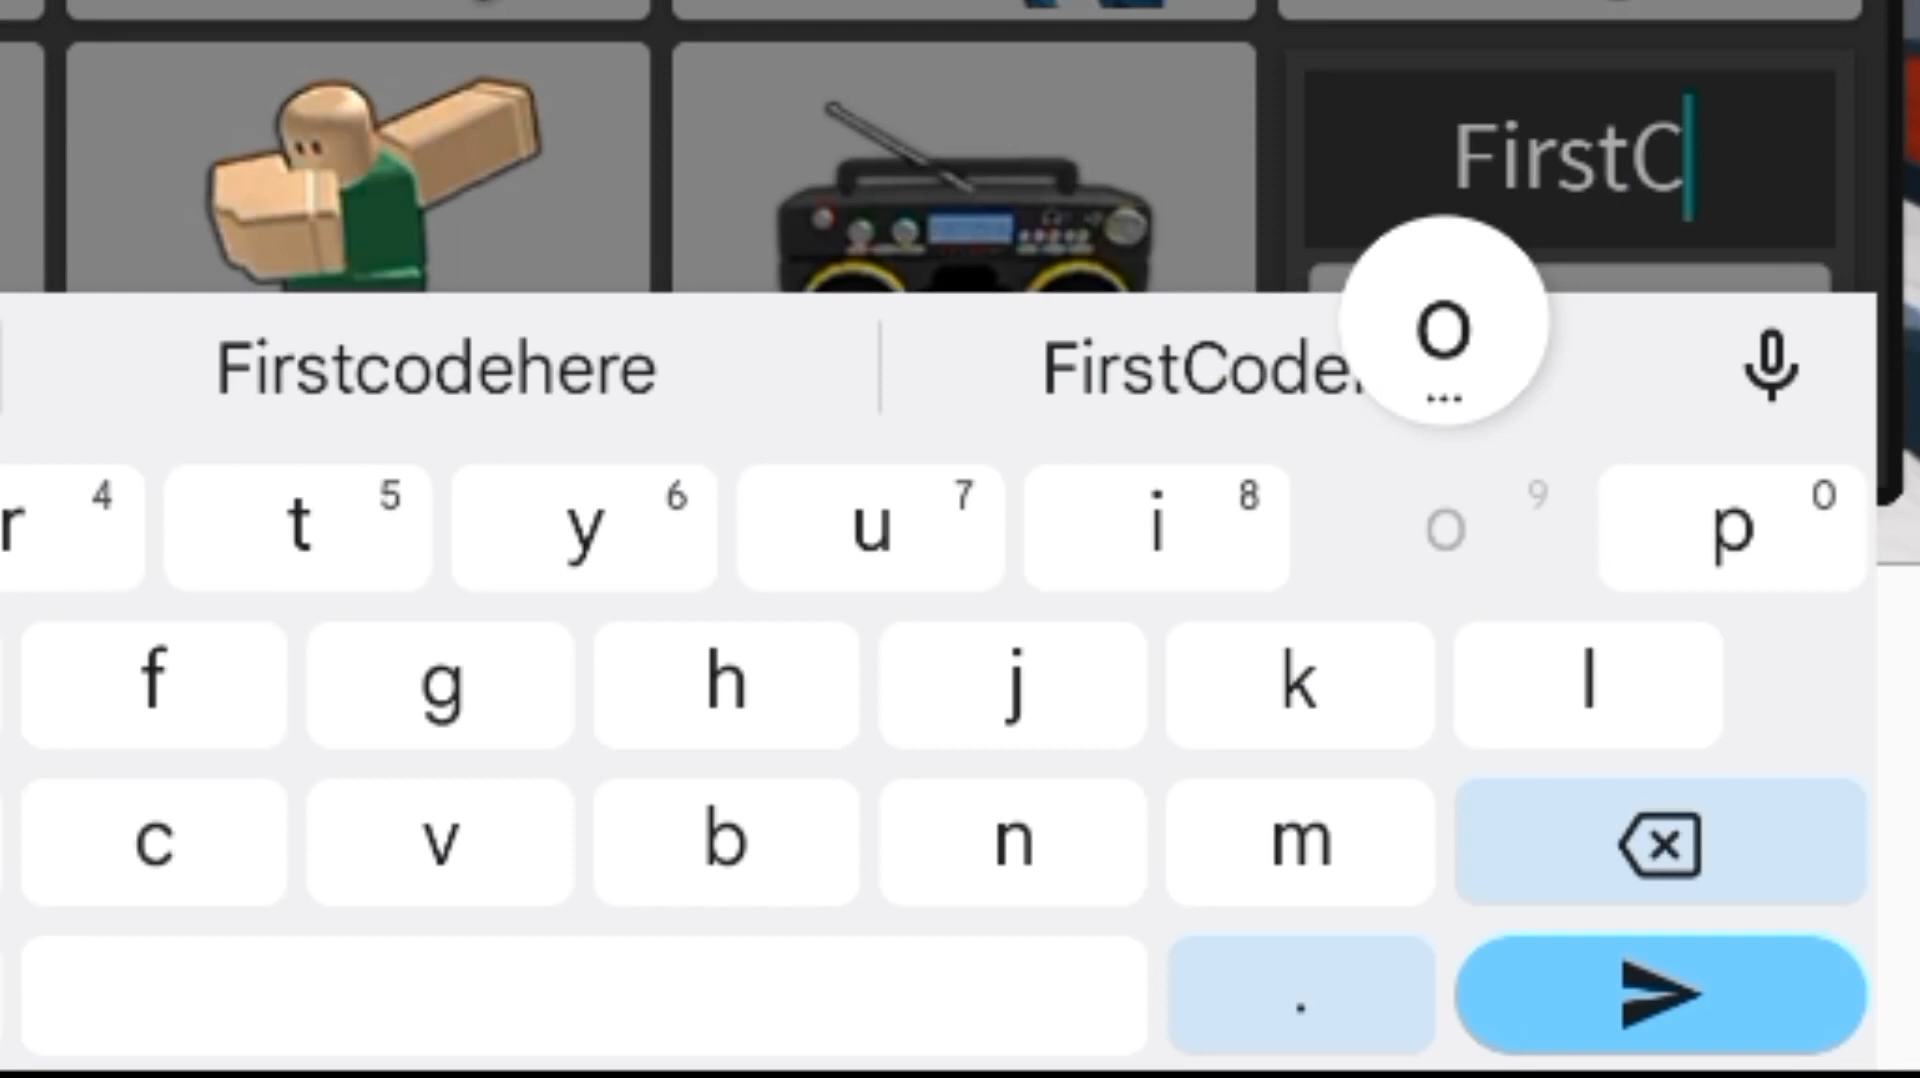 FirstC
o
...
Firstcodehere
FirstCode
r 4 t 5 y 6 u 7 i 8 o 9 p 0
f g h j k l
c v b n m
.